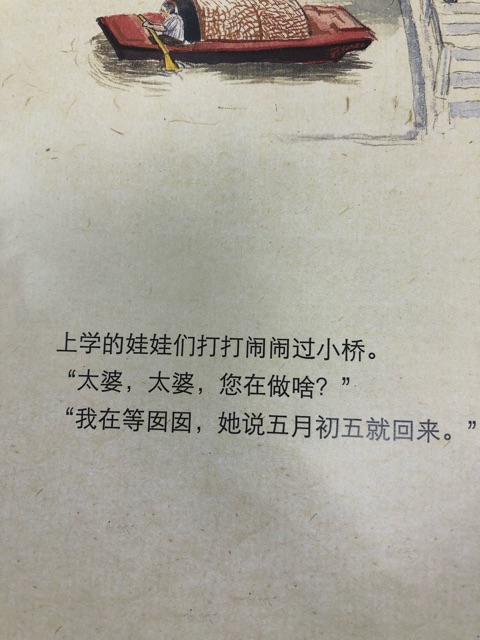 上学的娃娃们打打闹闹过小桥。
“太婆，太婆，您在做啥？”
“我在等囡囡，她说五月初五就回来。”